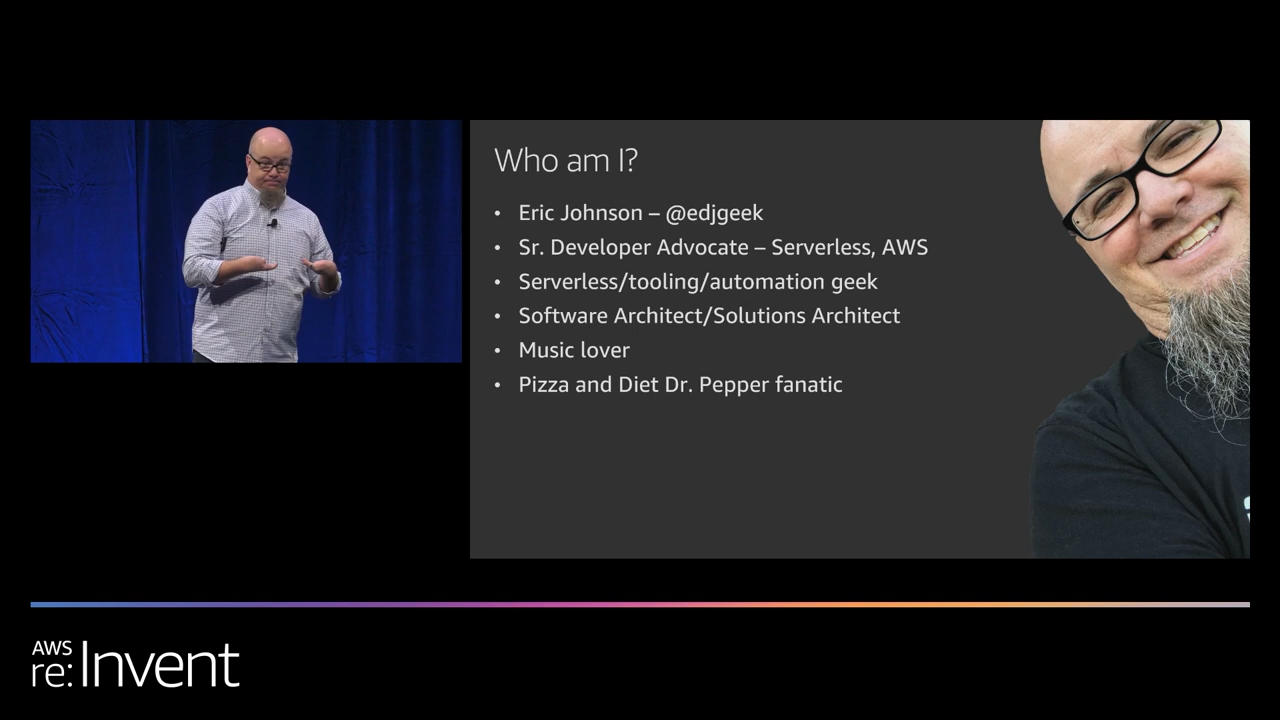 Who am I?
• Eric Johnson – @edjgeek
• Sr. Developer Advocate – Serverless, AWS
• Serverless/tooling/automation geek
• Software Architect/Solutions Architect
• Music lover
• Pizza and Diet Dr. Pepper fanatic
AWS
re:Invent